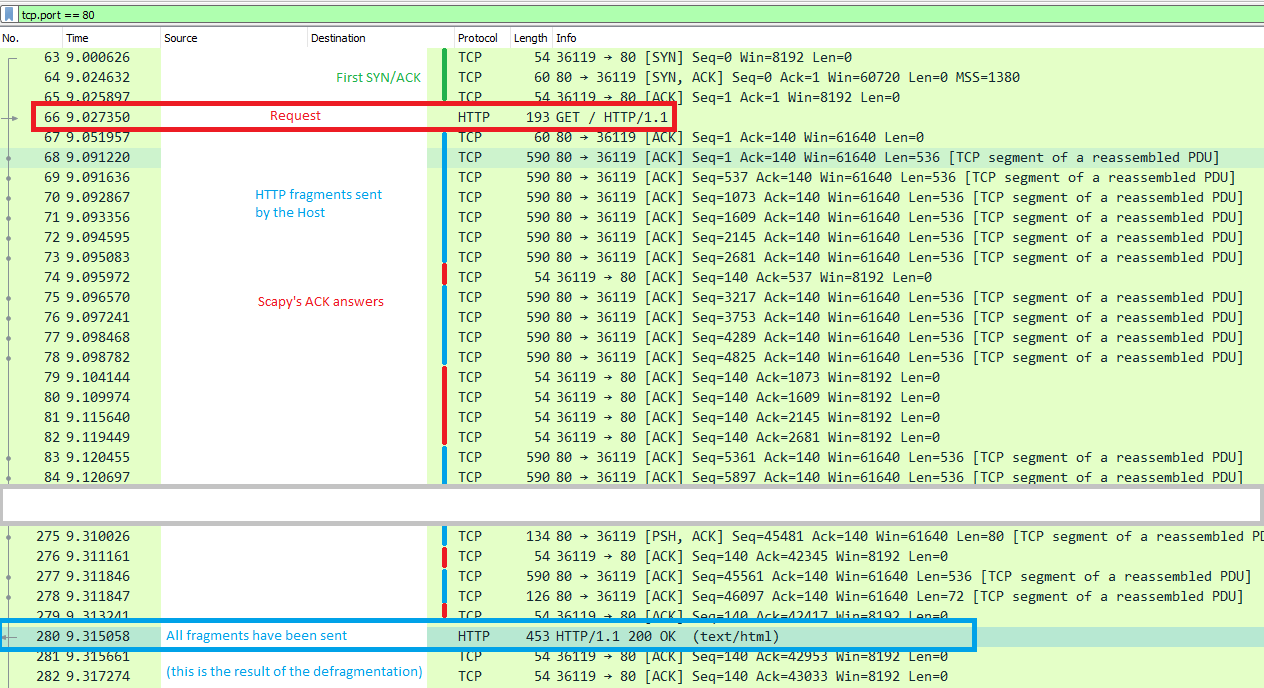 tcp.port == 80
No. Time Source Destination Protocol Length Info
63 9.000626 TCP 54 36119 → 80 [SYN] Seq=0 Win=8192 Len=0
64 9.024632 First SYN/ACK TCP 60 80 → 36119 [SYN, ACK] Seq=0 Ack=1 Win=60720 Len=0 MSS=1380
65 9.025897 TCP 54 36119 → 80 [ACK] Seq=1 Ack=1 Win=8192 Len=0
66 9.027350 Request HTTP 193 GET / HTTP/1.1
67 9.051957 TCP 60 80 → 36119 [ACK] Seq=1 Ack=140 Win=61640 Len=0
68 9.091220 TCP 590 80 → 36119 [ACK] Seq=1 Ack=140 Win=61640 Len=536 [TCP segment of a reassembled PDU]
69 9.091636 TCP 590 80 → 36119 [ACK] Seq=537 Ack=140 Win=61640 Len=536 [TCP segment of a reassembled PDU]
70 9.092867 HTTP fragments sent TCP 590 80 → 36119 [ACK] Seq=1073 Ack=140 Win=61640 Len=536 [TCP segment of a reassembled PDU]
71 9.093356 by the Host TCP 590 80 → 36119 [ACK] Seq=1609 Ack=140 Win=61640 Len=536 [TCP segment of a reassembled PDU]
72 9.094595 TCP 590 80 → 36119 [ACK] Seq=2145 Ack=140 Win=61640 Len=536 [TCP segment of a reassembled PDU]
73 9.095083 TCP 590 80 → 36119 [ACK] Seq=2681 Ack=140 Win=61640 Len=536 [TCP segment of a reassembled PDU]
74 9.095972 TCP 54 36119 → 80 [ACK] Seq=140 Ack=537 Win=8192 Len=0
75 9.096570 Scapy's ACK answers TCP 590 80 → 36119 [ACK] Seq=3217 Ack=140 Win=61640 Len=536 [TCP segment of a reassembled PDU]
76 9.097241 TCP 590 80 → 36119 [ACK] Seq=3753 Ack=140 Win=61640 Len=536 [TCP segment of a reassembled PDU]
77 9.098468 TCP 590 80 → 36119 [ACK] Seq=4289 Ack=140 Win=61640 Len=536 [TCP segment of a reassembled PDU]
78 9.098782 TCP 590 80 → 36119 [ACK] Seq=4825 Ack=140 Win=61640 Len=536 [TCP segment of a reassembled PDU]
79 9.104144 TCP 54 36119 → 80 [ACK] Seq=140 Ack=1073 Win=8192 Len=0
80 9.109974 TCP 54 36119 → 80 [ACK] Seq=140 Ack=1609 Win=8192 Len=0
81 9.115640 TCP 54 36119 → 80 [ACK] Seq=140 Ack=2145 Win=8192 Len=0
82 9.119449 TCP 54 36119 → 80 [ACK] Seq=140 Ack=2681 Win=8192 Len=0
83 9.120455 TCP 590 80 → 36119 [ACK] Seq=5361 Ack=140 Win=61640 Len=536 [TCP segment of a reassembled PDU]
84 9.120697 TCP 590 80 → 36119 [ACK] Seq=5897 Ack=140 Win=61640 Len=536 [TCP segment of a reassembled PDU]
275 9.310026 TCP 134 80 → 36119 [PSH, ACK] Seq=45481 Ack=140 Win=61640 Len=80 [TCP segment of a reassembled
276 9.311161 TCP 54 36119 → 80 [ACK] Seq=140 Ack=42345 Win=8192 Len=0
277 9.311846 TCP 590 80 → 36119 [ACK] Seq=45561 Ack=140 Win=61640 Len=536 [TCP segment of a reassembled PDU]
278 9.311847 TCP 126 80 → 36119 [ACK] Seq=46097 Ack=140 Win=61640 Len=72 [TCP segment of a reassembled PDU]
279 9.313241 TCP 54 36119 → 80 [ACK] Seq=140 Ack=42417 Win=8192 Len=0
280 9.315058 All fragments have been sent HTTP 453 HTTP/1.1 200 OK (text/html)
281 9.315661 TCP 54 36119 → 80 [ACK] Seq=140 Ack=42953 Win=8192 Len=0
282 9.317274 (this is the result of the defragmentation) TCP 54 36119 → 80 [ACK] Seq=140 Ack=43033 Win=8192 Len=0